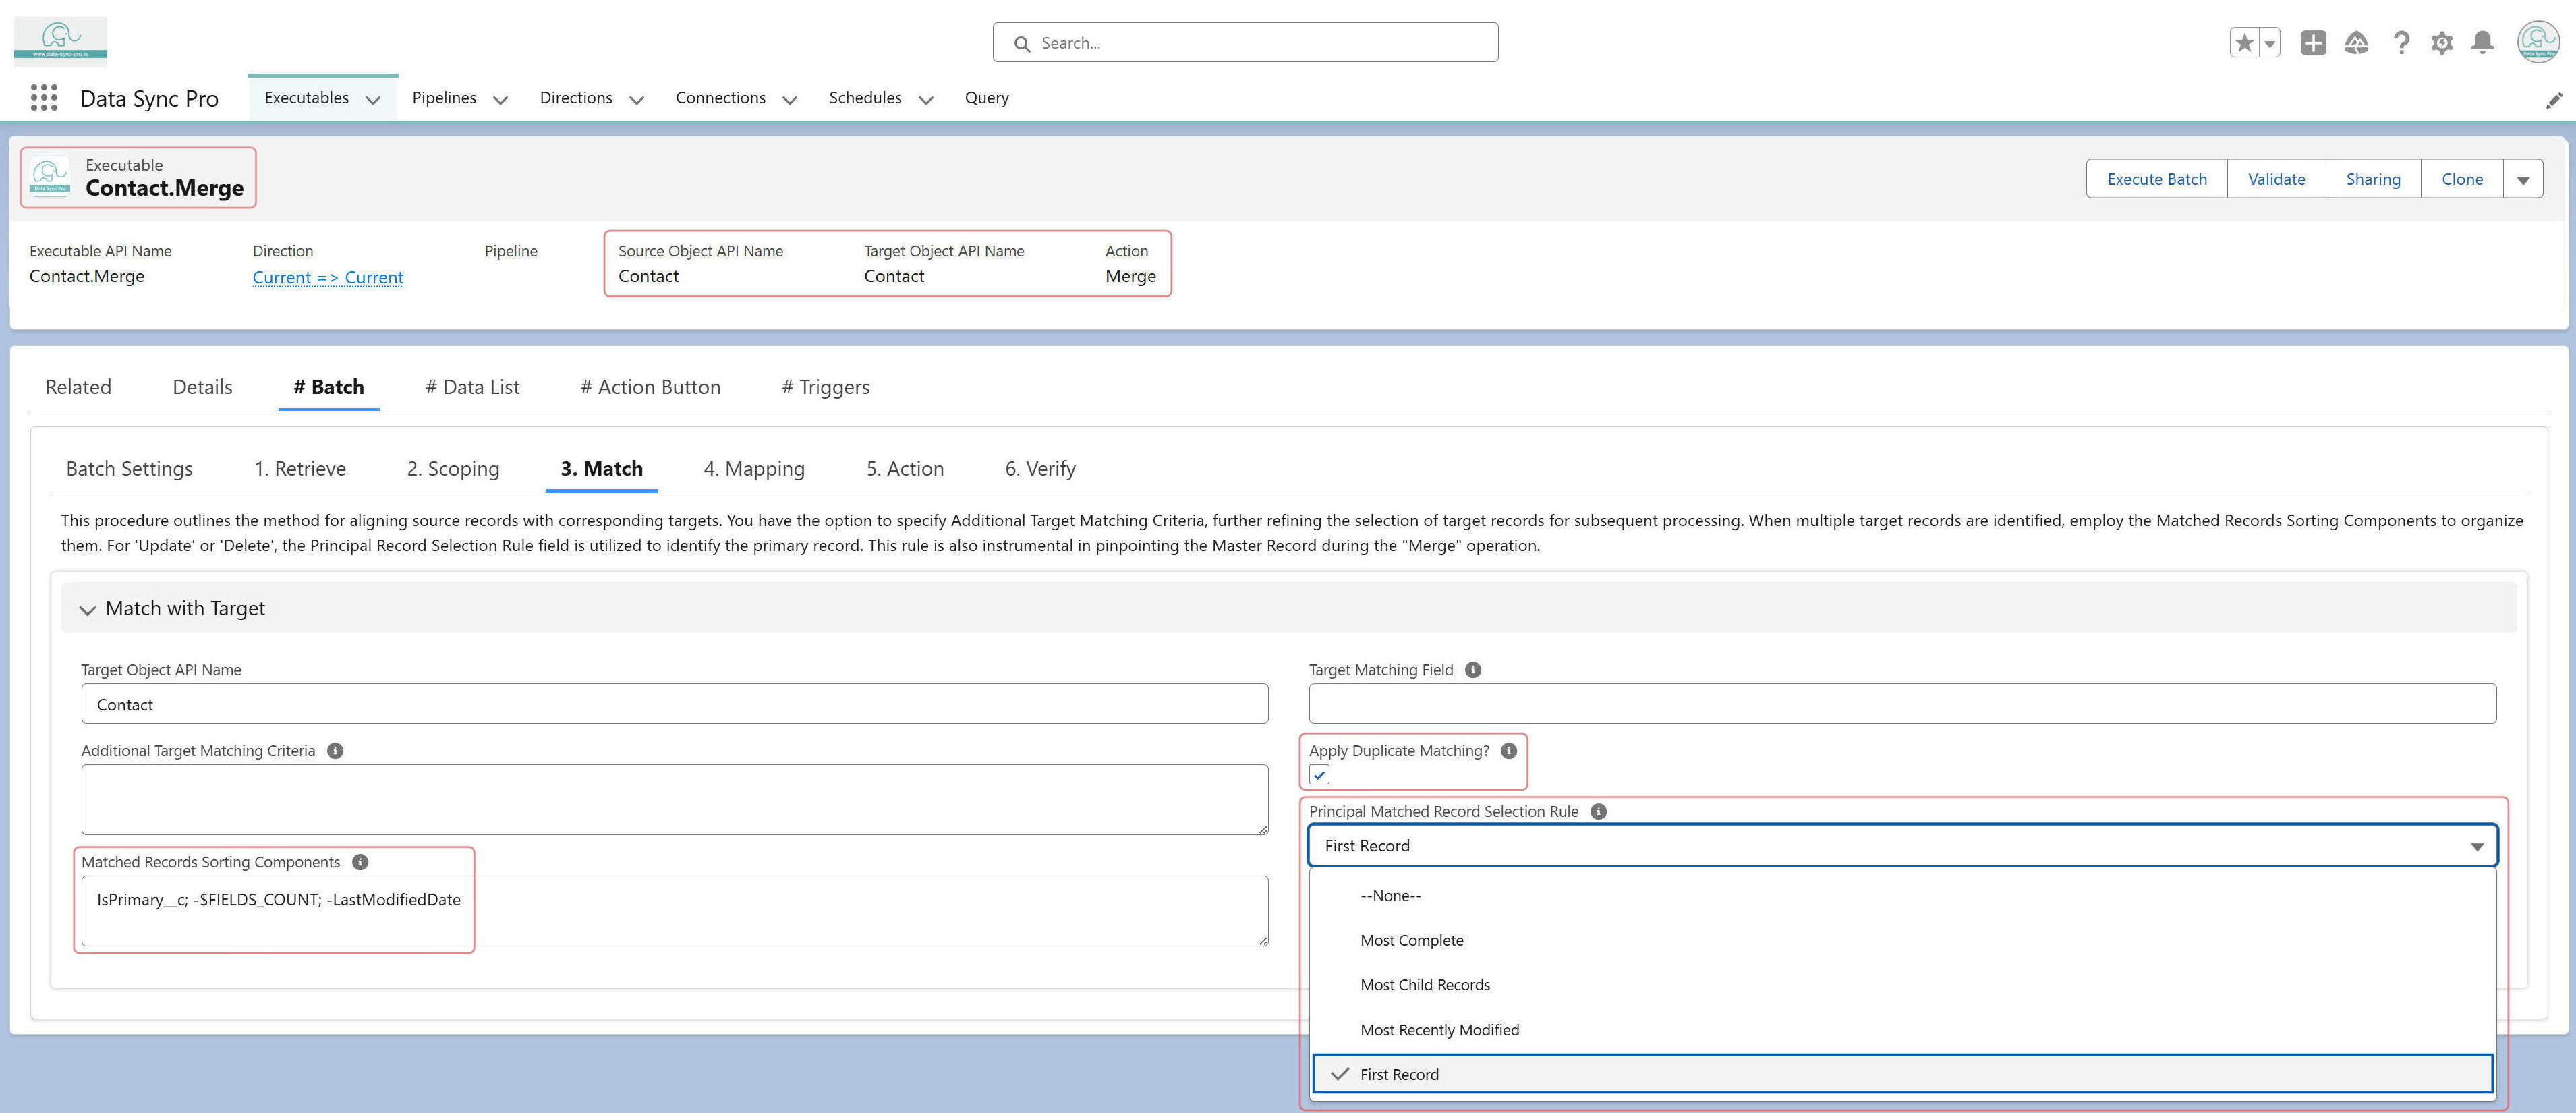 www.data-sync-pro.io
Search...
Data Sync Pro
Executables
Pipelines
Directions
Connections
Schedules
Query
Data Sync Pro
Executable
Contact.Merge
Execute Batch
Validate
Sharing
Clone
Executable API Name
Direction
Pipeline
Source Object API Name
Target Object API Name
Action
Contact.Merge
Current => Current
Contact
Contact
Merge
Related
Details
# Batch
# Data List
# Action Button
# Triggers
Batch Settings
1. Retrieve
2. Scoping
3. Match
4. Mapping
5. Action
6. Verify
This procedure outlines the method for aligning source records with corresponding targets. You have the option to specify Additional Target Matching Criteria, further refining the selection of target records for subsequent processing. When multiple target records are identified, employ the Matched Records Sorting Components to organize
them. For 'Update' or 'Delete', the Principal Record Selection Rule field is utilized to identify the primary record. This rule is also instrumental in pinpointing the Master Record during the "Merge" operation.
Match with Target
Target Object API Name
Contact
Target Matching Field
Additional Target Matching Criteria
Apply Duplicate Matching?
Principal Matched Record Selection Rule
First Record
Matched Records Sorting Components
IsPrimary__c; -$FIELDS_COUNT; -LastModifiedDate
--None--
Most Complete
Most Child Records
Most Recently Modified
First Record